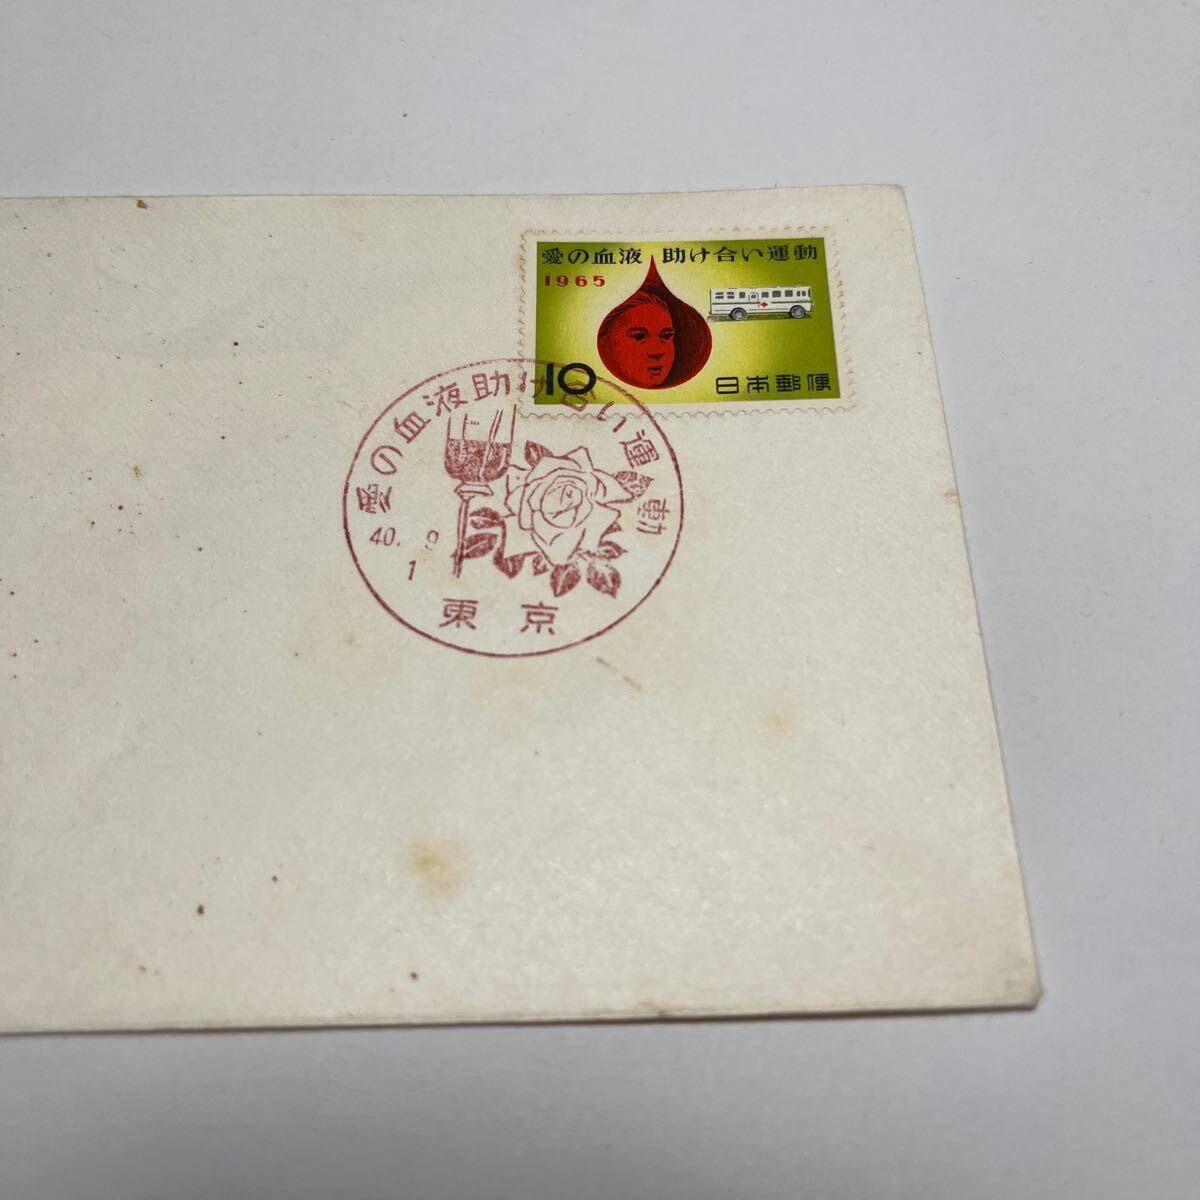 愛の血液 助け合い運動
1965
10
日本郵便
愛の血液助け合い運動
40. 9
1
東京